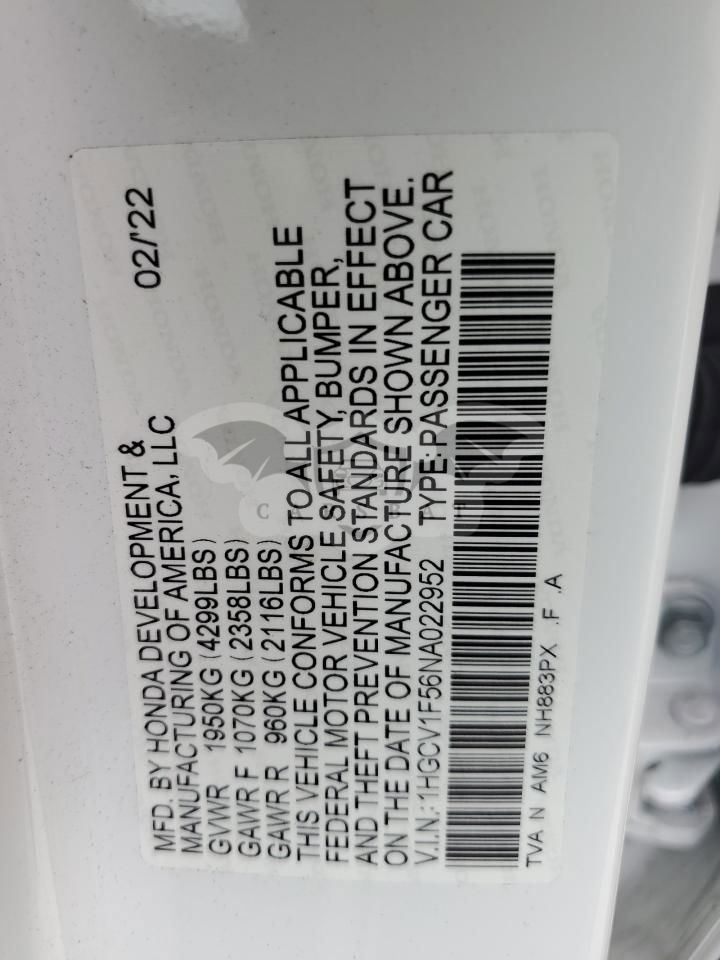 MFD. BY HONDA DEVELOPMENT & 02/'22
MANUFACTURING OF AMERICA, LLC
GVWR 1950KG (4299LBS)
GAWR F 1070KG (2358LBS)
GAWR R 960KG (2116LBS)
THIS VEHICLE CONFORMS TO ALL APPLICABLE
FEDERAL MOTOR VEHICLE SAFETY, BUMPER,
AND THEFT PREVENTION STANDARDS IN EFFECT
ON THE DATE OF MANUFACTURE SHOWN ABOVE.
V.I.N.: 1HGCV1F56NA022952 TYPE: PASSENGER CAR
TVA N AM6 NH883PX .F .A